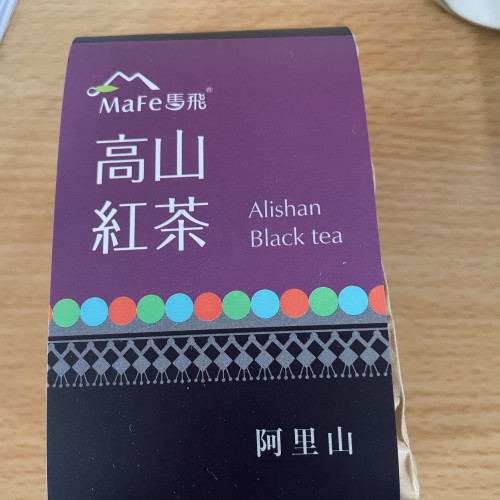 MaFe馬飛®
高山
紅茶
Alishan
Black tea
阿里山